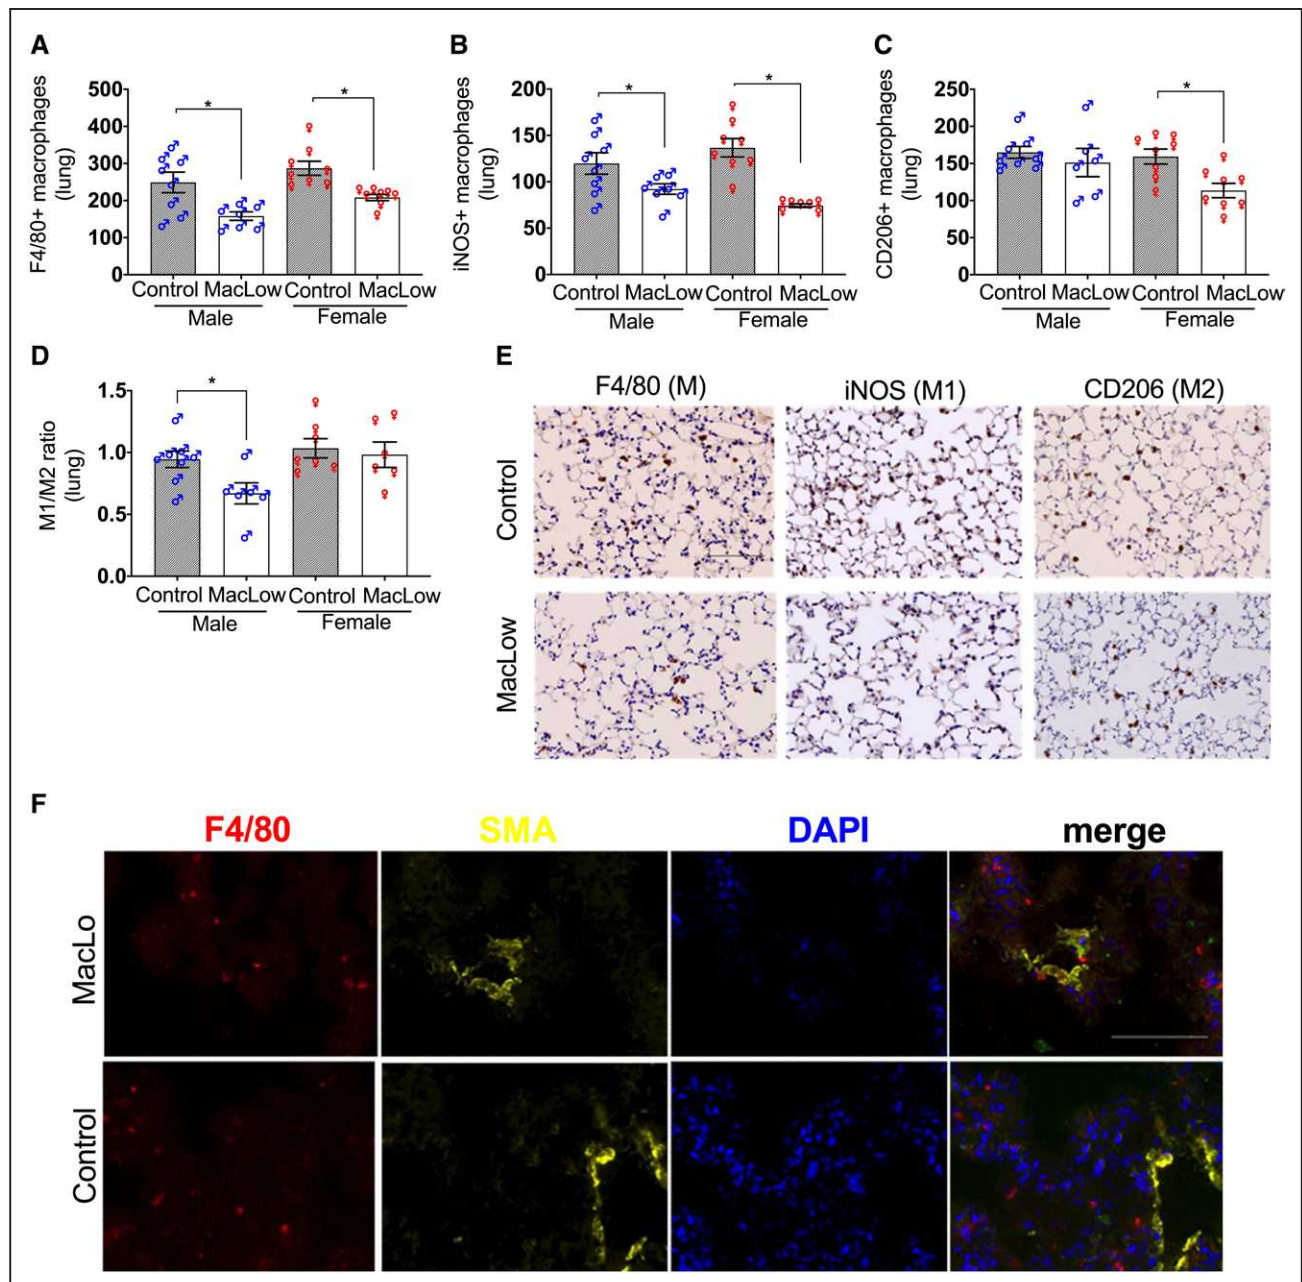 A
F4/80+ macrophages
(lung)
500
400
300
200
100
0
*
*
Control MacLow Control MacLow
Male Female
B
iNOS+ macrophages
(lung)
200
150
100
50
0
*
*
Control MacLow Control MacLow
Male Female
C
CD206+ macrophages
(lung)
250
200
150
100
50
0
*
Control MacLow Control MacLow
Male Female
D
M1/M2 ratio
(lung)
1.5
1.0
0.5
0.0
*
Control MacLow Control MacLow
Male Female
E
F4/80 (M) iNOS (M1) CD206 (M2)
Control
MacLow
F
F4/80 SMA DAPI merge
MacLo
Control